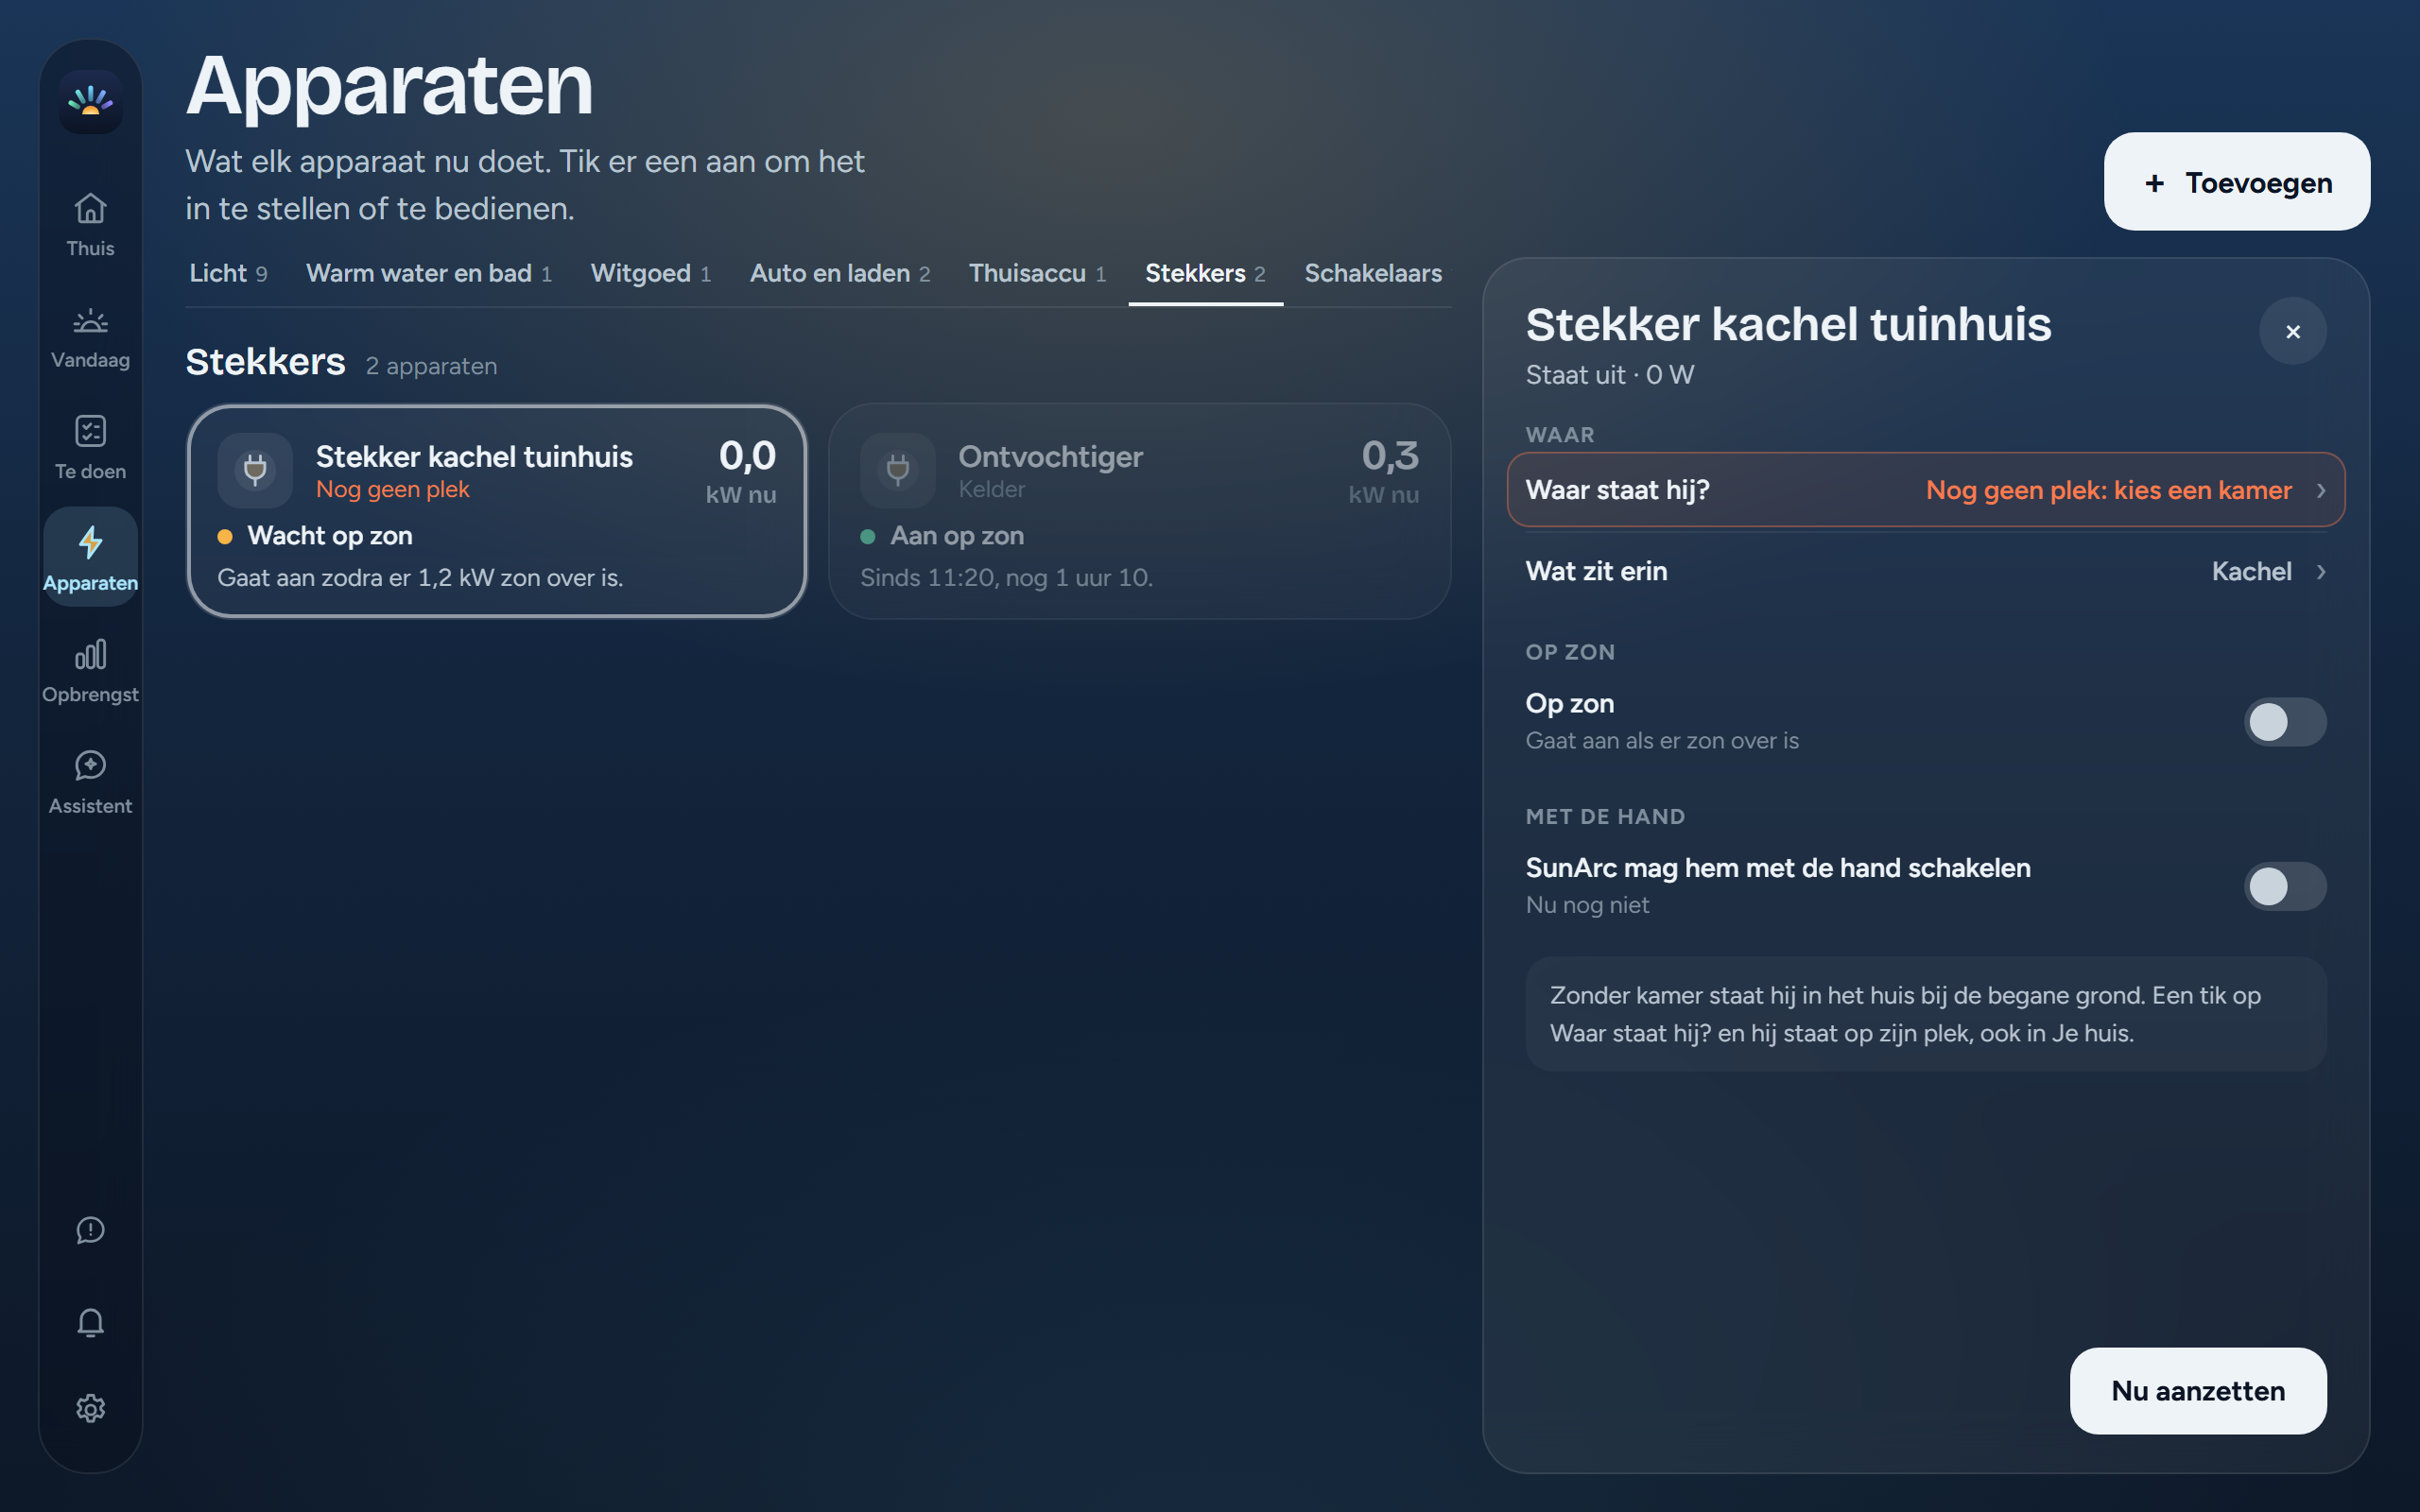 Apparaten
Wat elk apparaat nu doet. Tik er een aan om het
in te stellen of te bedienen.
+ Toevoegen
Thuis
Vandaag
Te doen
Apparaten
Opbrengst
Assistent
Licht 9 Warm water en bad 1 Witgoed 1 Auto en laden 2 Thuisaccu 1 Stekkers 2 Schakelaars
Stekkers 2 apparaten
Stekker kachel tuinhuis
Nog geen plek
0,0
kW nu
Wacht op zon
Gaat aan zodra er 1,2 kW zon over is.
Ontvochtiger
Kelder
0,3
kW nu
Aan op zon
Sinds 11:20, nog 1 uur 10.
Stekker kachel tuinhuis
Staat uit · 0 W
WAAR
Waar staat hij? Nog geen plek: kies een kamer
Wat zit erin Kachel
OP ZON
Op zon
Gaat aan als er zon over is
MET DE HAND
SunArc mag hem met de hand schakelen
Nu nog niet
Zonder kamer staat hij in het huis bij de begane grond. Een tik op
Waar staat hij? en hij staat op zijn plek, ook in Je huis.
Nu aanzetten